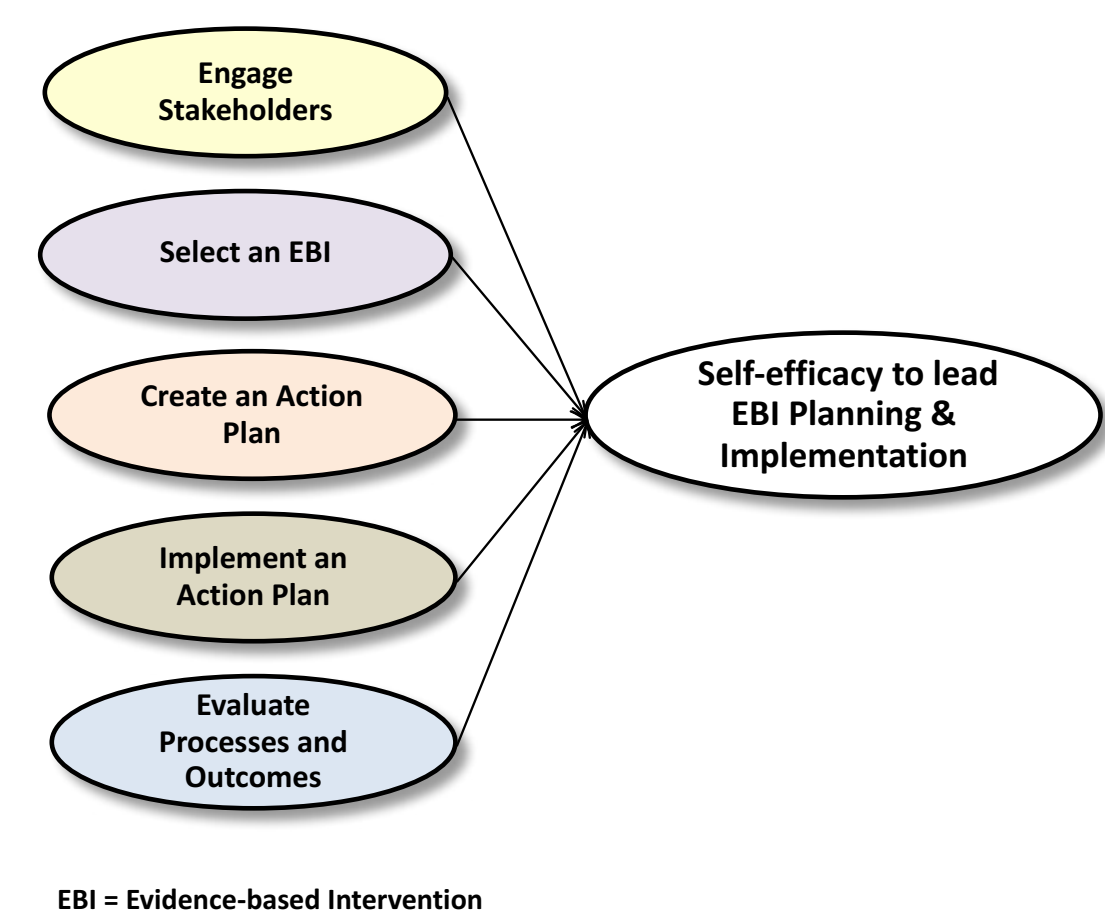 Engage
Stakeholders
Select an EBI
Create an Action
Plan
Implement an
Action Plan
Evaluate
Processes and
Outcomes
Self-efficacy to lead
EBI Planning &
Implementation
EBI = Evidence-based Intervention